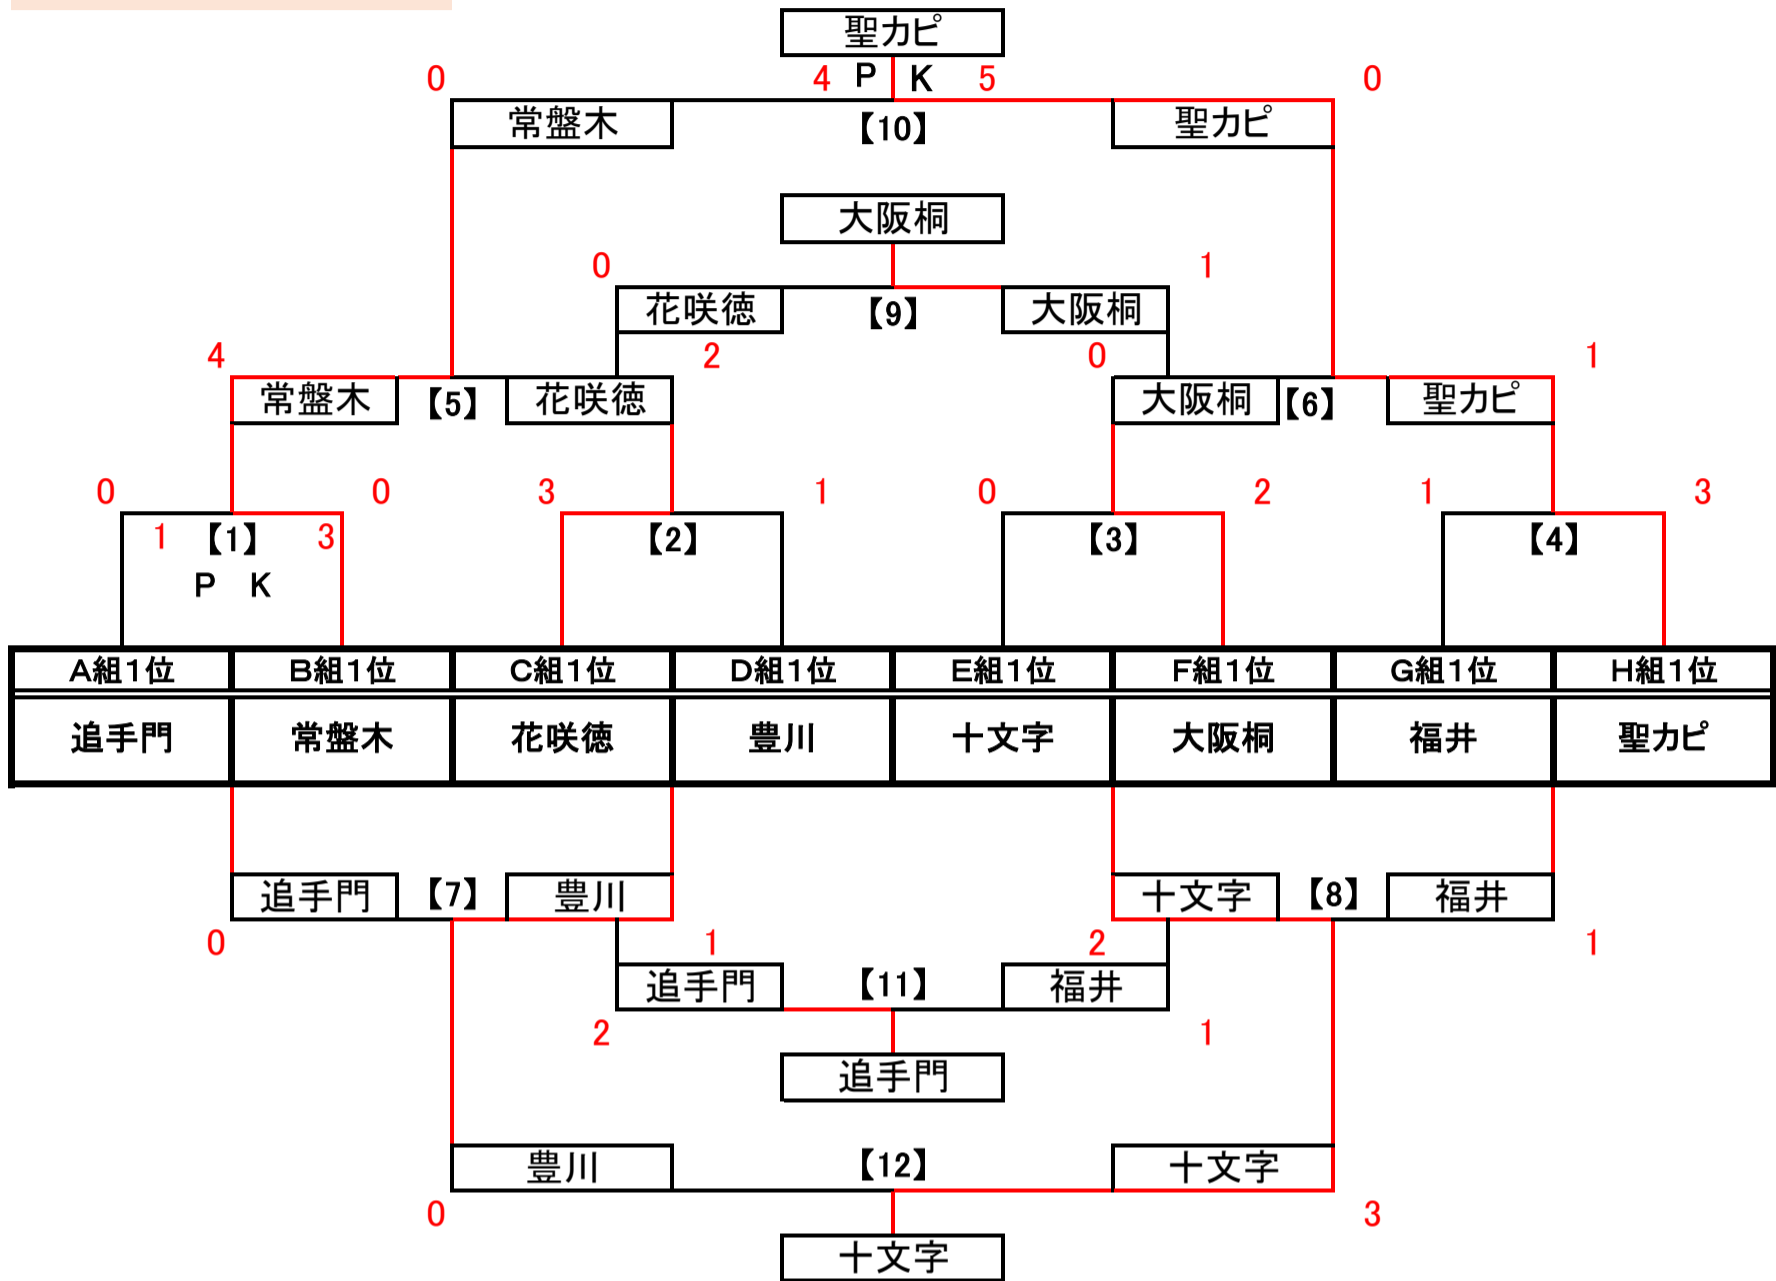 聖カピ
0 4 P K 5 0
常盤木 【10】 聖カピ
大阪桐
0 1
花咲徳 【9】 大阪桐
4 2 0 1
常盤木 【5】 花咲徳 大阪桐 【6】 聖カピ
0 0 3 1 0 2 1 3
1 【1】 3 【2】 【3】 【4】
P K
A組1位 B組1位 C組1位 D組1位 E組1位 F組1位 G組1位 H組1位
追手門 常盤木 花咲徳 豊川 十文字 大阪桐 福井 聖カピ
追手門 【7】 豊川 十文字 【8】 福井
0 1 2 1
追手門 【11】 福井
2 1
追手門
豊川 【12】 十文字
0 3
十文字